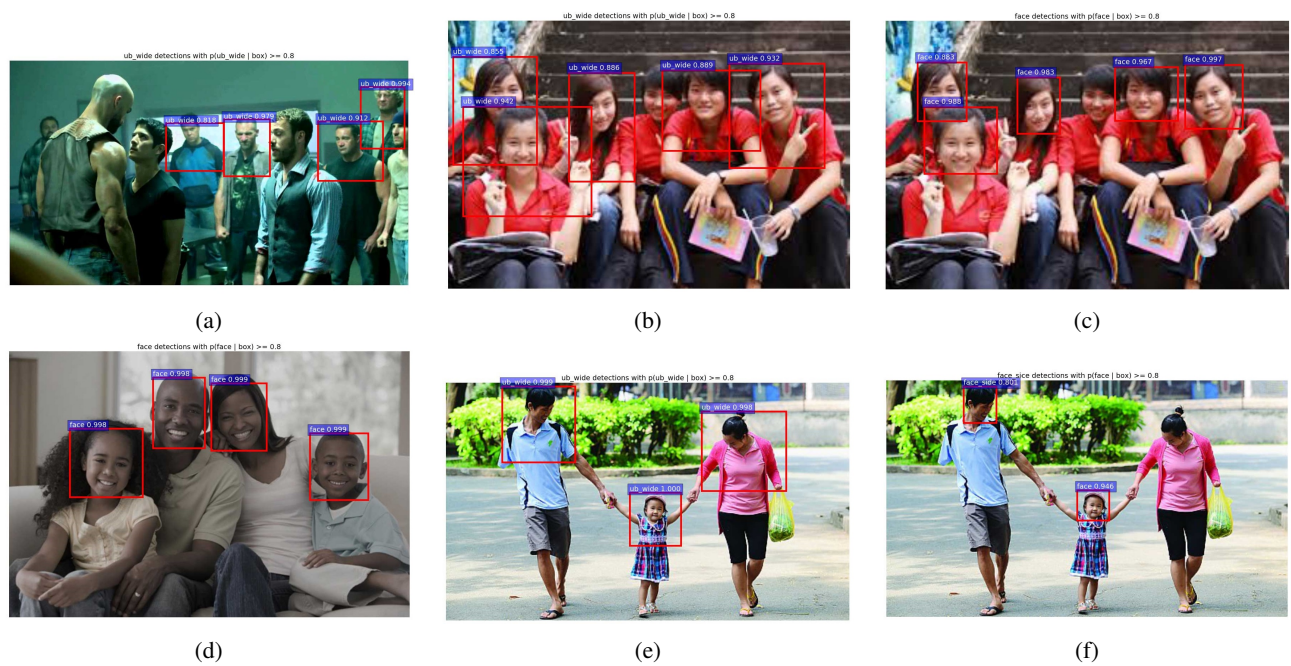 ub_wide detections with p(ub_wide | box) >= 0.8
ub_wide 0.994
ub_wide 0.818
ub_wide 0.979
ub_wide 0.912
(a)
ub_wide detections with p(ub_wide | box) >= 0.8
ub_wide 0.855
ub_wide 0.886
ub_wide 0.889
ub_wide 0.932
ub_wide 0.942
(b)
face detections with p(face | box) >= 0.8
face 0.883
face 0.983
face 0.967
face 0.997
face 0.988
(c)
face detections with p(face | box) >= 0.8
face 0.998
face 0.999
face 0.998
face 0.999
(d)
ub_wide detections with p(ub_wide | box) >= 0.8
ub_wide 0.999
ub_wide 0.998
ub_wide 1.000
(e)
face_side detections with p(face | box) >= 0.8
face_side 0.801
face 0.946
(f)